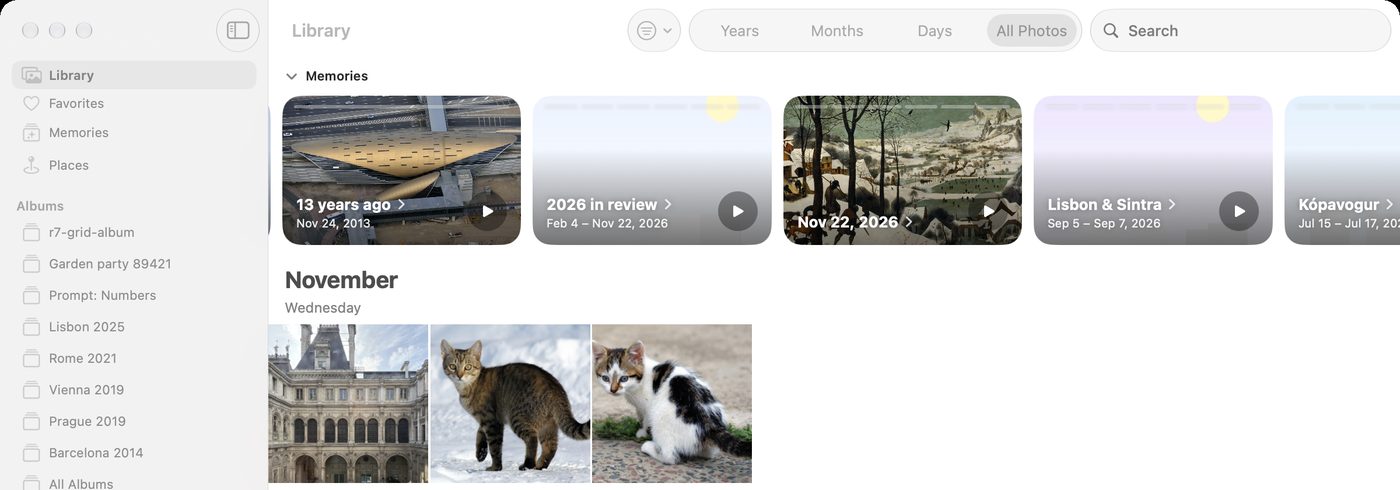 Library
Years
Months
Days
All Photos
Search
Library
Favorites
Memories
Places
Albums
r7-grid-album
Garden party 89421
Prompt: Numbers
Lisbon 2025
Rome 2021
Vienna 2019
Prague 2019
Barcelona 2014
All Albums
Memories
13 years ago
Nov 24, 2013
2026 in review
Feb 4 – Nov 22, 2026
Nov 22, 2026
Lisbon & Sintra
Sep 5 – Sep 7, 2026
Kópavogur
Jul 15 – Jul 17, 202
November
Wednesday